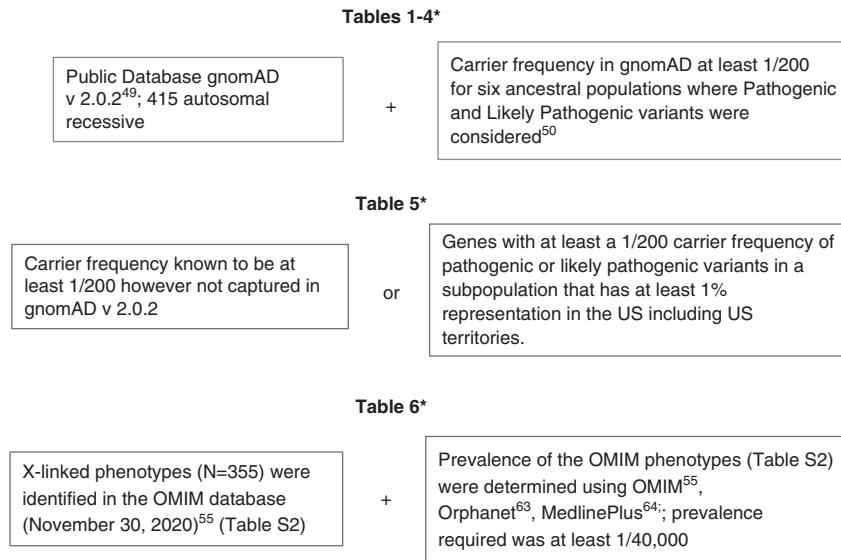 Tables 1-4*
Public Database gnomAD
v 2.0.249; 415 autosomal
recessive
+
Carrier frequency in gnomAD at least 1/200
for six ancestral populations where Pathogenic
and Likely Pathogenic variants were
considered50
Table 5*
Carrier frequency known to be at
least 1/200 however not captured in
gnomAD v 2.0.2
or
Genes with at least a 1/200 carrier frequency of
pathogenic or likely pathogenic variants in a
subpopulation that has at least 1%
representation in the US including US
territories.
Table 6*
X-linked phenotypes (N=355) were
identified in the OMIM database
(November 30, 2020)55 (Table S2)
+
Prevalence of the OMIM phenotypes (Table S2)
were determined using OMIM55,
Orphanet63, MedlinePlus64;; prevalence
required was at least 1/40,000